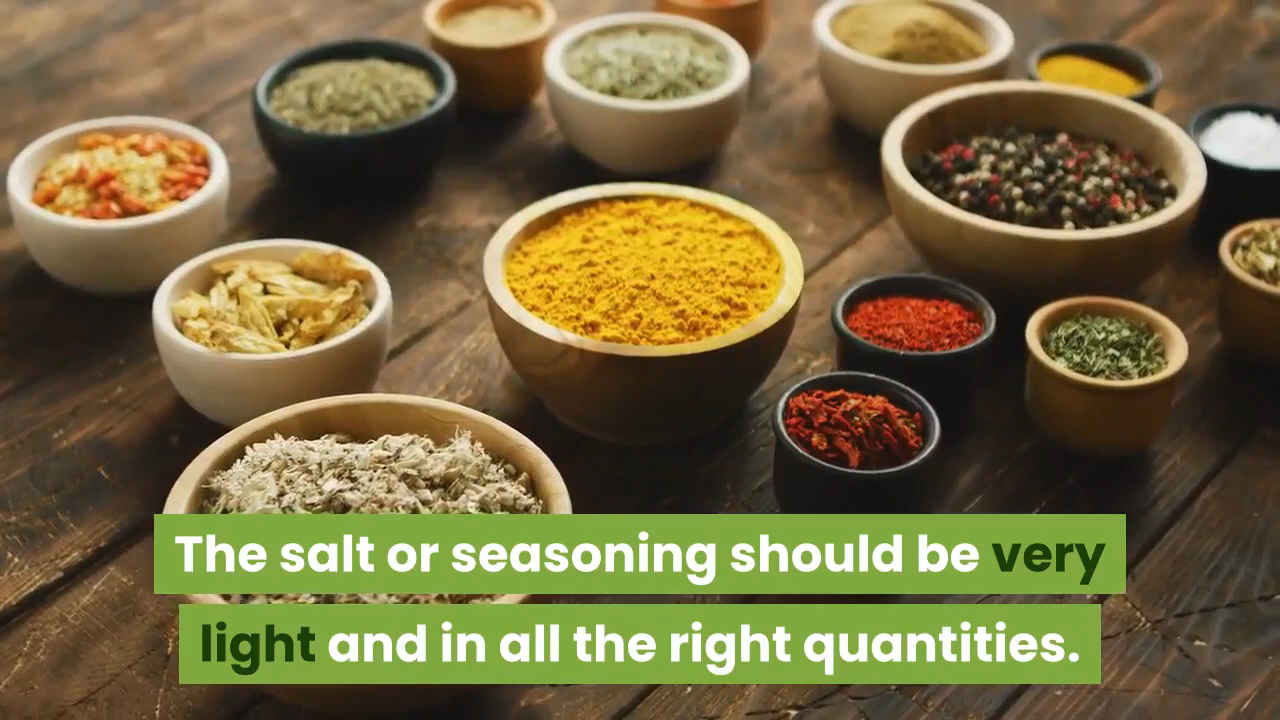 The salt or seasoning should be very
light and in all the right quantities.